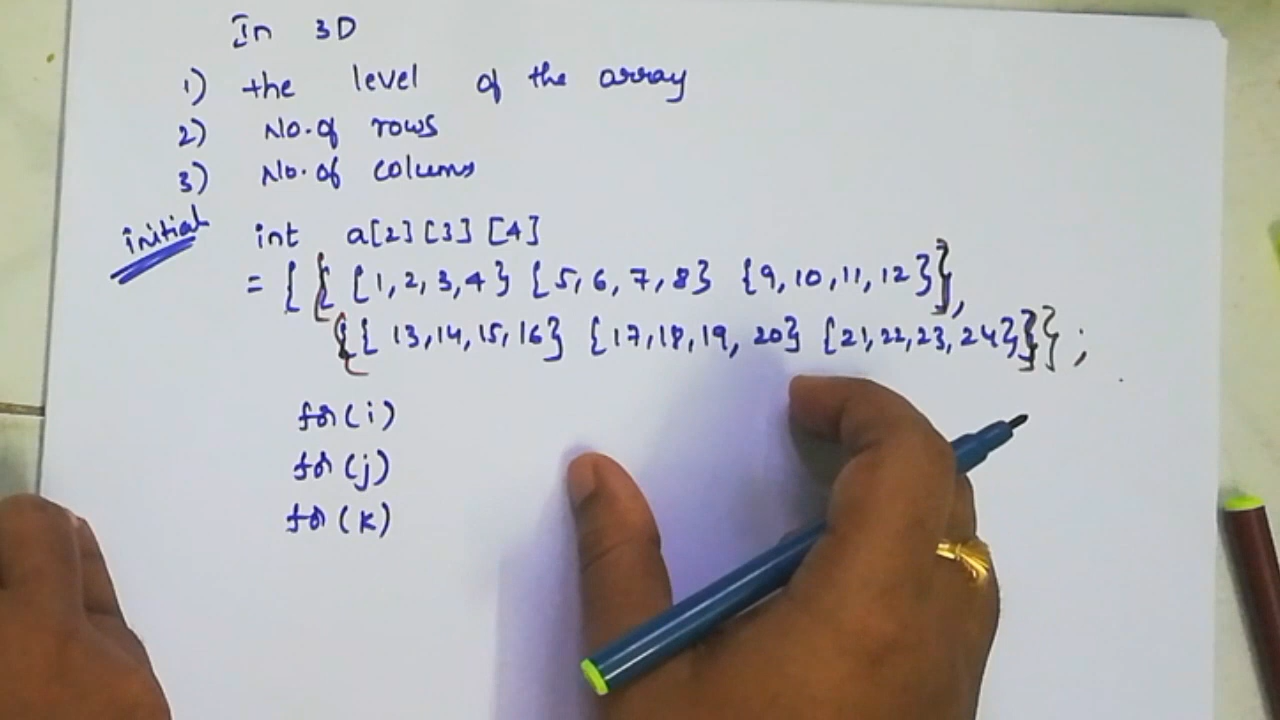 In 3D
1) the level of the array
2) No.of rows
3) No.of colums
initial int a[2][3][4]
= { { {1,2,3,4} {5,6,7,8} {9,10,11,12}},
{{ 13,14,15,16} {17,18,19,20} {21,22,23,24}}};
for(i)
for(j)
for(k)